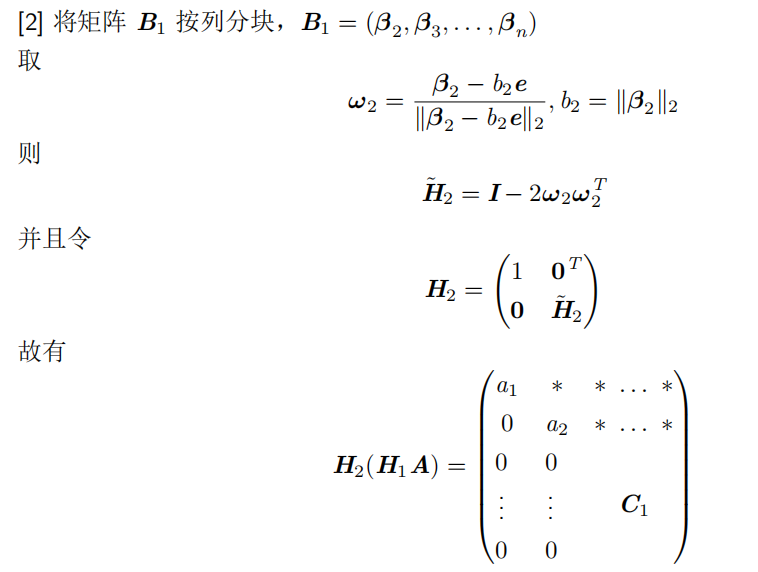 [2] 将矩阵 B₁ 按列分块，B₁ = (β₂, β₃, . . . , βₙ)
取
ω₂ = (β₂ − b₂e) / ‖β₂ − b₂e‖₂, b₂ = ‖β₂‖₂
则
H̃₂ = I − 2ω₂ω₂ᵀ
并且令
H₂ =
1 0ᵀ
0 H̃₂
故有
H₂(H₁A) =
a₁ * * . . . *
0 a₂ * . . . *
0 0
⋮ ⋮ C₁
0 0